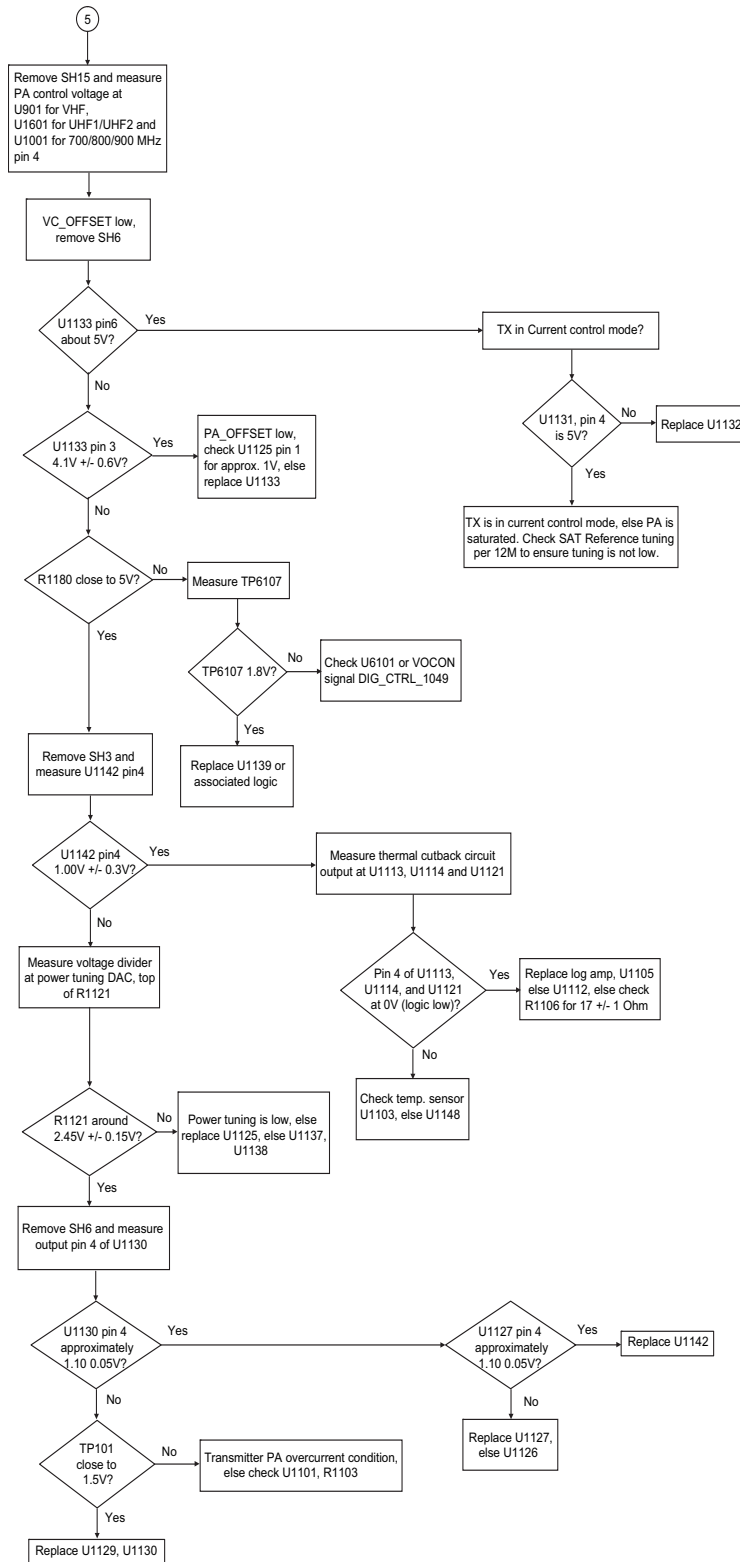 5
Remove SH15 and measure
PA control voltage at
U901 for VHF,
U1601 for UHF1/UHF2 and
U1001 for 700/800/900 MHz
pin 4
VC_OFFSET low,
remove SH6
U1133 pin6
about 5V?
Yes
TX in Current control mode?
No
U1131, pin 4
is 5V?
No
Replace U1132
Yes
TX is in current control mode, else PA is
saturated. Check SAT Reference tuning
per 12M to ensure tuning is not low.
U1133 pin 3
4.1V +/- 0.6V?
Yes
PA_OFFSET low,
check U1125 pin 1
for approx. 1V, else
replace U1133
No
R1180 close to 5V?
No
Measure TP6107
Yes
TP6107 1.8V?
No
Check U6101 or VOCON
signal DIG_CTRL_1049
Yes
Replace U1139 or
associated logic
Remove SH3 and
measure U1142 pin4
U1142 pin4
1.00V +/- 0.3V?
Yes
Measure thermal cutback circuit
output at U1113, U1114 and U1121
No
Pin 4 of U1113,
U1114, and U1121
at 0V (logic low)?
Yes
Replace log amp, U1105
else U1112, else check
R1106 for 17 +/- 1 Ohm
No
Check temp. sensor
U1103, else U1148
Measure voltage divider
at power tuning DAC, top
of R1121
R1121 around
2.45V +/- 0.15V?
No
Power tuning is low, else
replace U1125, else U1137,
U1138
Yes
Remove SH6 and measure
output pin 4 of U1130
U1130 pin 4
approximately
1.10 0.05V?
Yes
U1127 pin 4
approximately
1.10 0.05V?
Yes
Replace U1142
No
Replace U1127,
else U1126
No
TP101
close to
1.5V?
No
Transmitter PA overcurrent condition,
else check U1101, R1103
Yes
Replace U1129, U1130